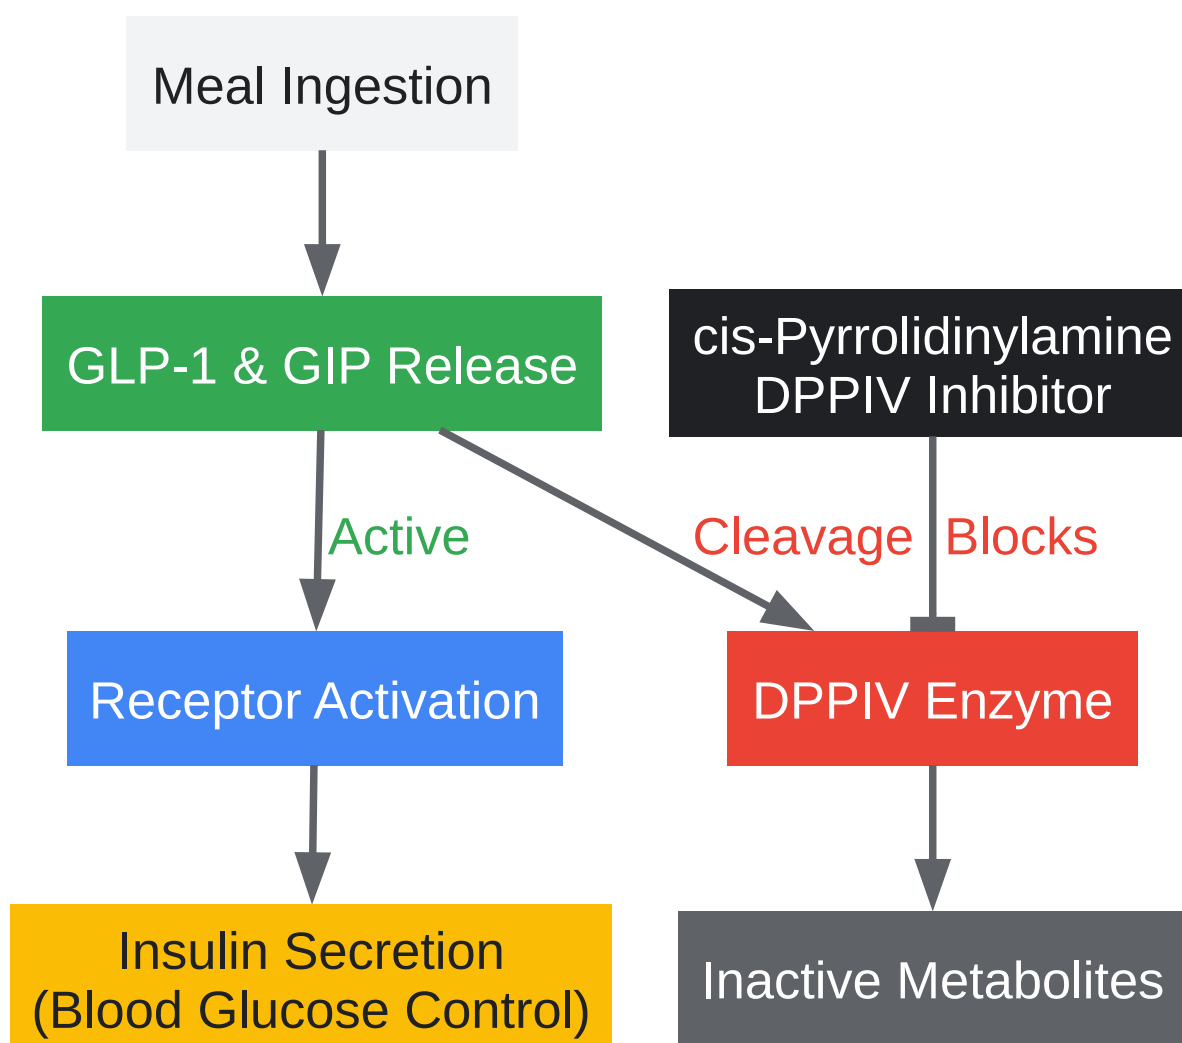 Meal Ingestion
GLP-1 & GIP Release
cis-Pyrrolidinylamine
DPPIV Inhibitor
Active
Cleavage
Blocks
Receptor Activation
DPPIV Enzyme
Insulin Secretion
(Blood Glucose Control)
Inactive Metabolites